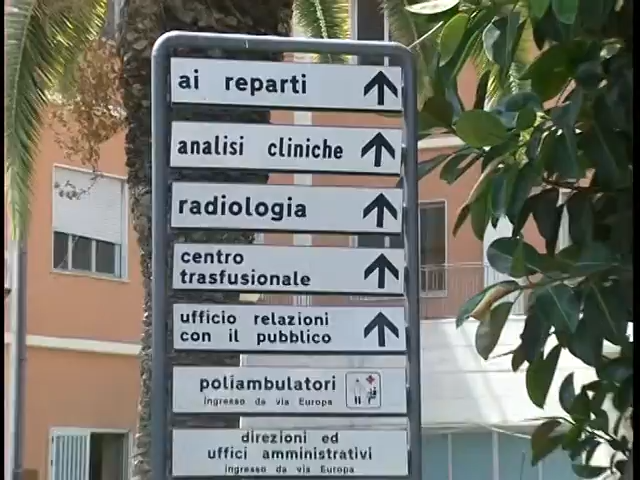 ai reparti
analisi cliniche
radiologia
centro
trasfusionale
ufficio relazioni
con il pubblico
poliambulatori
ingresso da via Europa
direzioni ed
uffici amministrativi
ingresso da via Europa